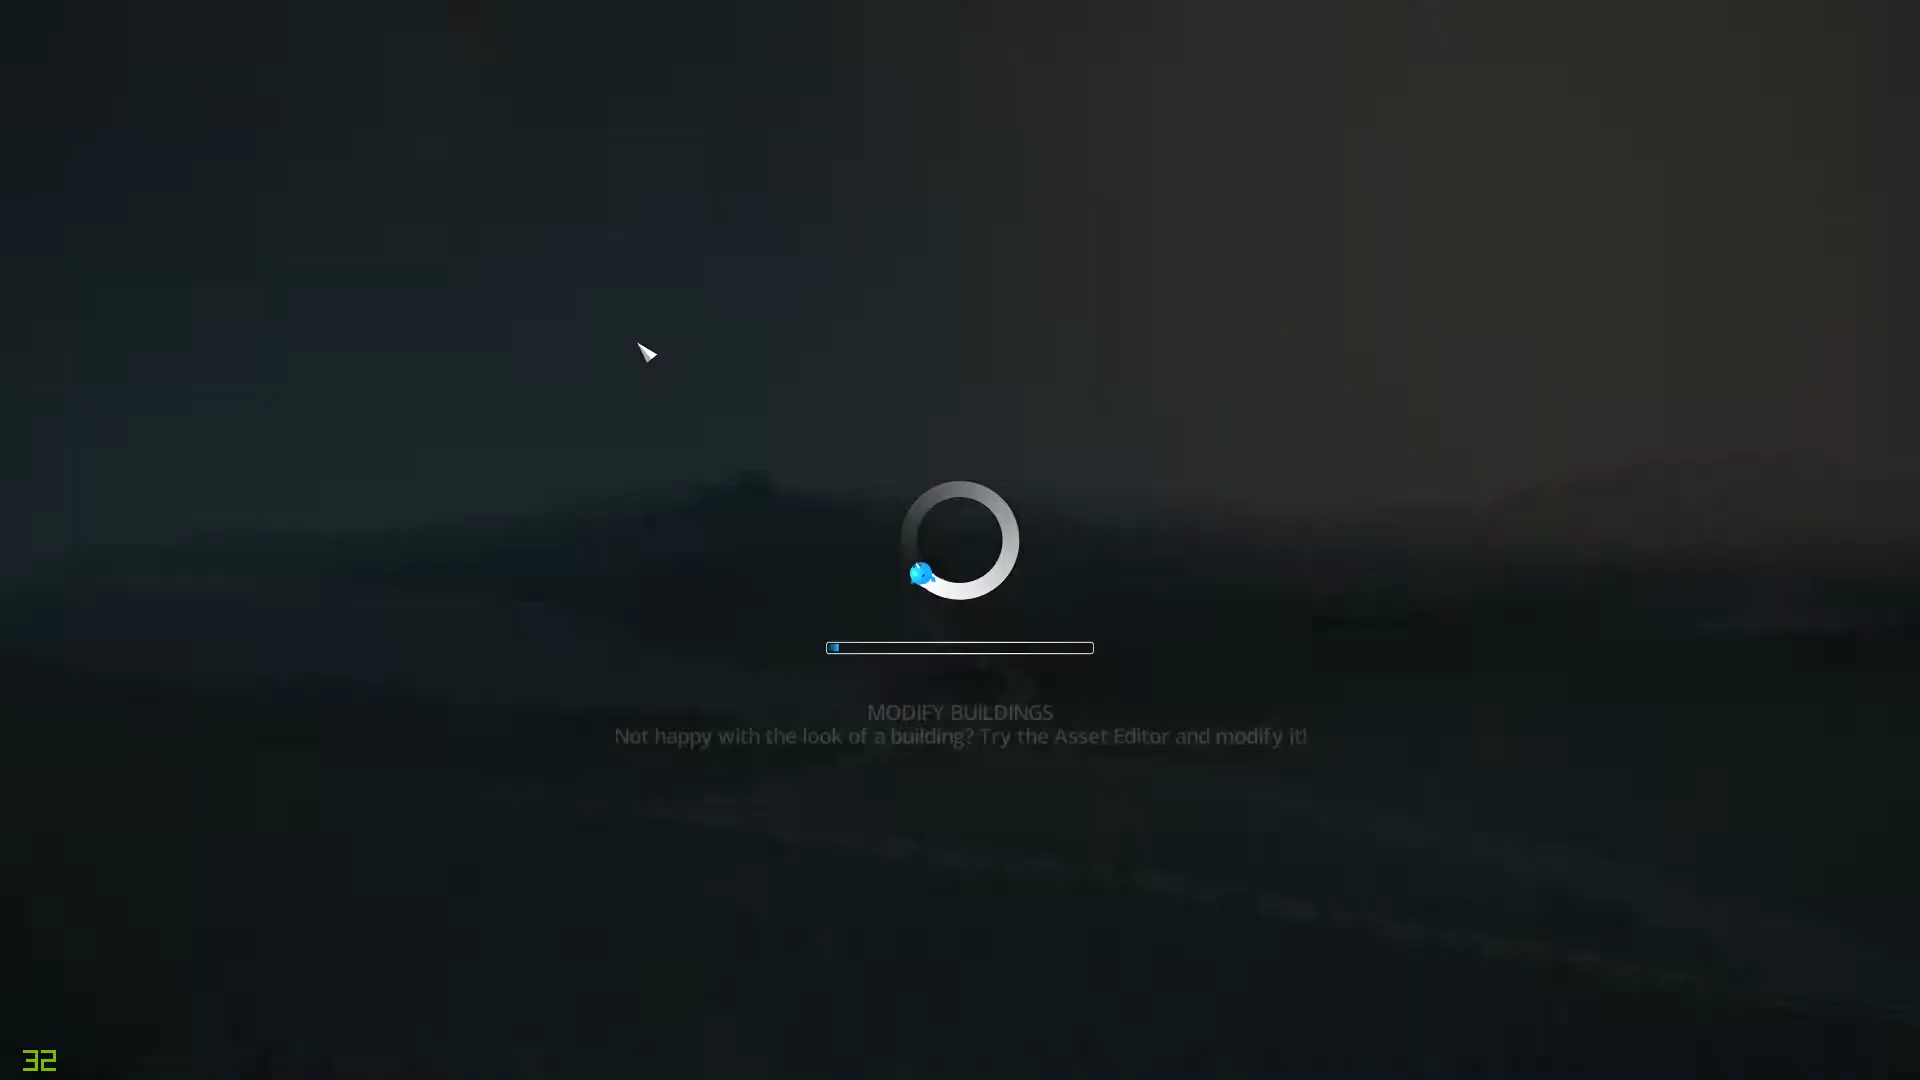 MODIFY BUILDINGS
Not happy with the look of a building? Try the Asset Editor and modify it!
32